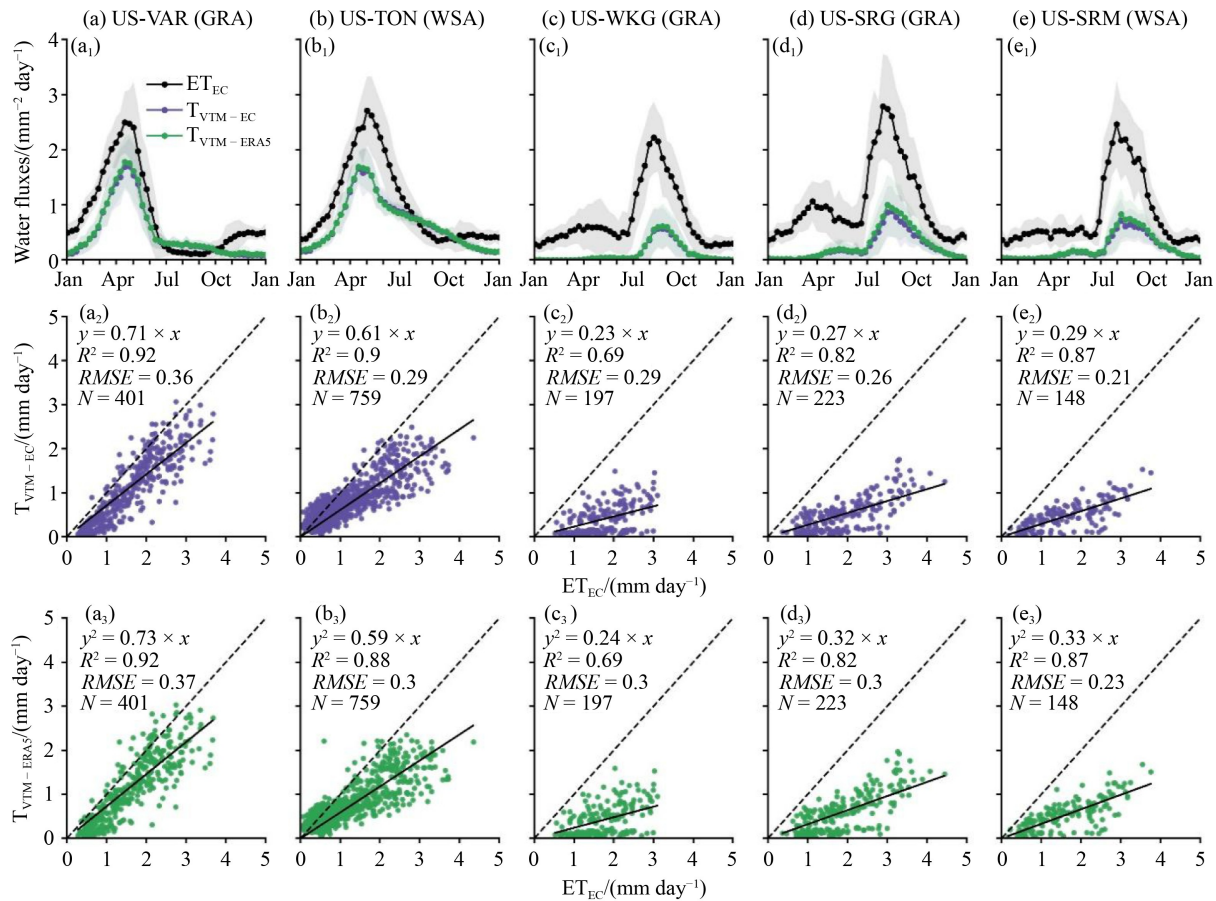 (a) US-VAR (GRA) (b) US-TON (WSA) (c) US-WKG (GRA) (d) US-SRG (GRA) (e) US-SRM (WSA)
(a₁) (b₁) (c₁) (d₁) (e₁)
Water fluxes/(mm⁻² day⁻¹)
4
3
2
1
0
ET_EC
T_VTM – EC
T_VTM – ERA5
Jan Apr Jul Oct Jan Jan Apr Jul Oct Jan Jan Apr Jul Oct Jan Jan Apr Jul Oct Jan Jan Apr Jul Oct Jan
(a₂) (b₂) (c₂) (d₂) (e₂)
T_VTM – EC/(mm day⁻¹)
5
4
3
2
1
0
y = 0.71 × x
R² = 0.92
RMSE = 0.36
N = 401
y = 0.61 × x
R² = 0.9
RMSE = 0.29
N = 759
y = 0.23 × x
R² = 0.69
RMSE = 0.29
N = 197
y = 0.27 × x
R² = 0.82
RMSE = 0.26
N = 223
y = 0.29 × x
R² = 0.87
RMSE = 0.21
N = 148
0 1 2 3 4 5 0 1 2 3 4 5 0 1 2 3 4 5 0 1 2 3 4 5 0 1 2 3 4 5
ET_EC/(mm day⁻¹)
(a₃) (b₃) (c₃) (d₃) (e₃)
T_VTM – ERA5/(mm day⁻¹)
5
4
3
2
1
0
y² = 0.73 × x
R² = 0.92
RMSE = 0.37
N = 401
y² = 0.59 × x
R² = 0.88
RMSE = 0.3
N = 759
y² = 0.24 × x
R² = 0.69
RMSE = 0.3
N = 197
y² = 0.32 × x
R² = 0.82
RMSE = 0.3
N = 223
y² = 0.33 × x
R² = 0.87
RMSE = 0.23
N = 148
0 1 2 3 4 5 0 1 2 3 4 5 0 1 2 3 4 5 0 1 2 3 4 5 0 1 2 3 4 5
ET_EC/(mm day⁻¹)